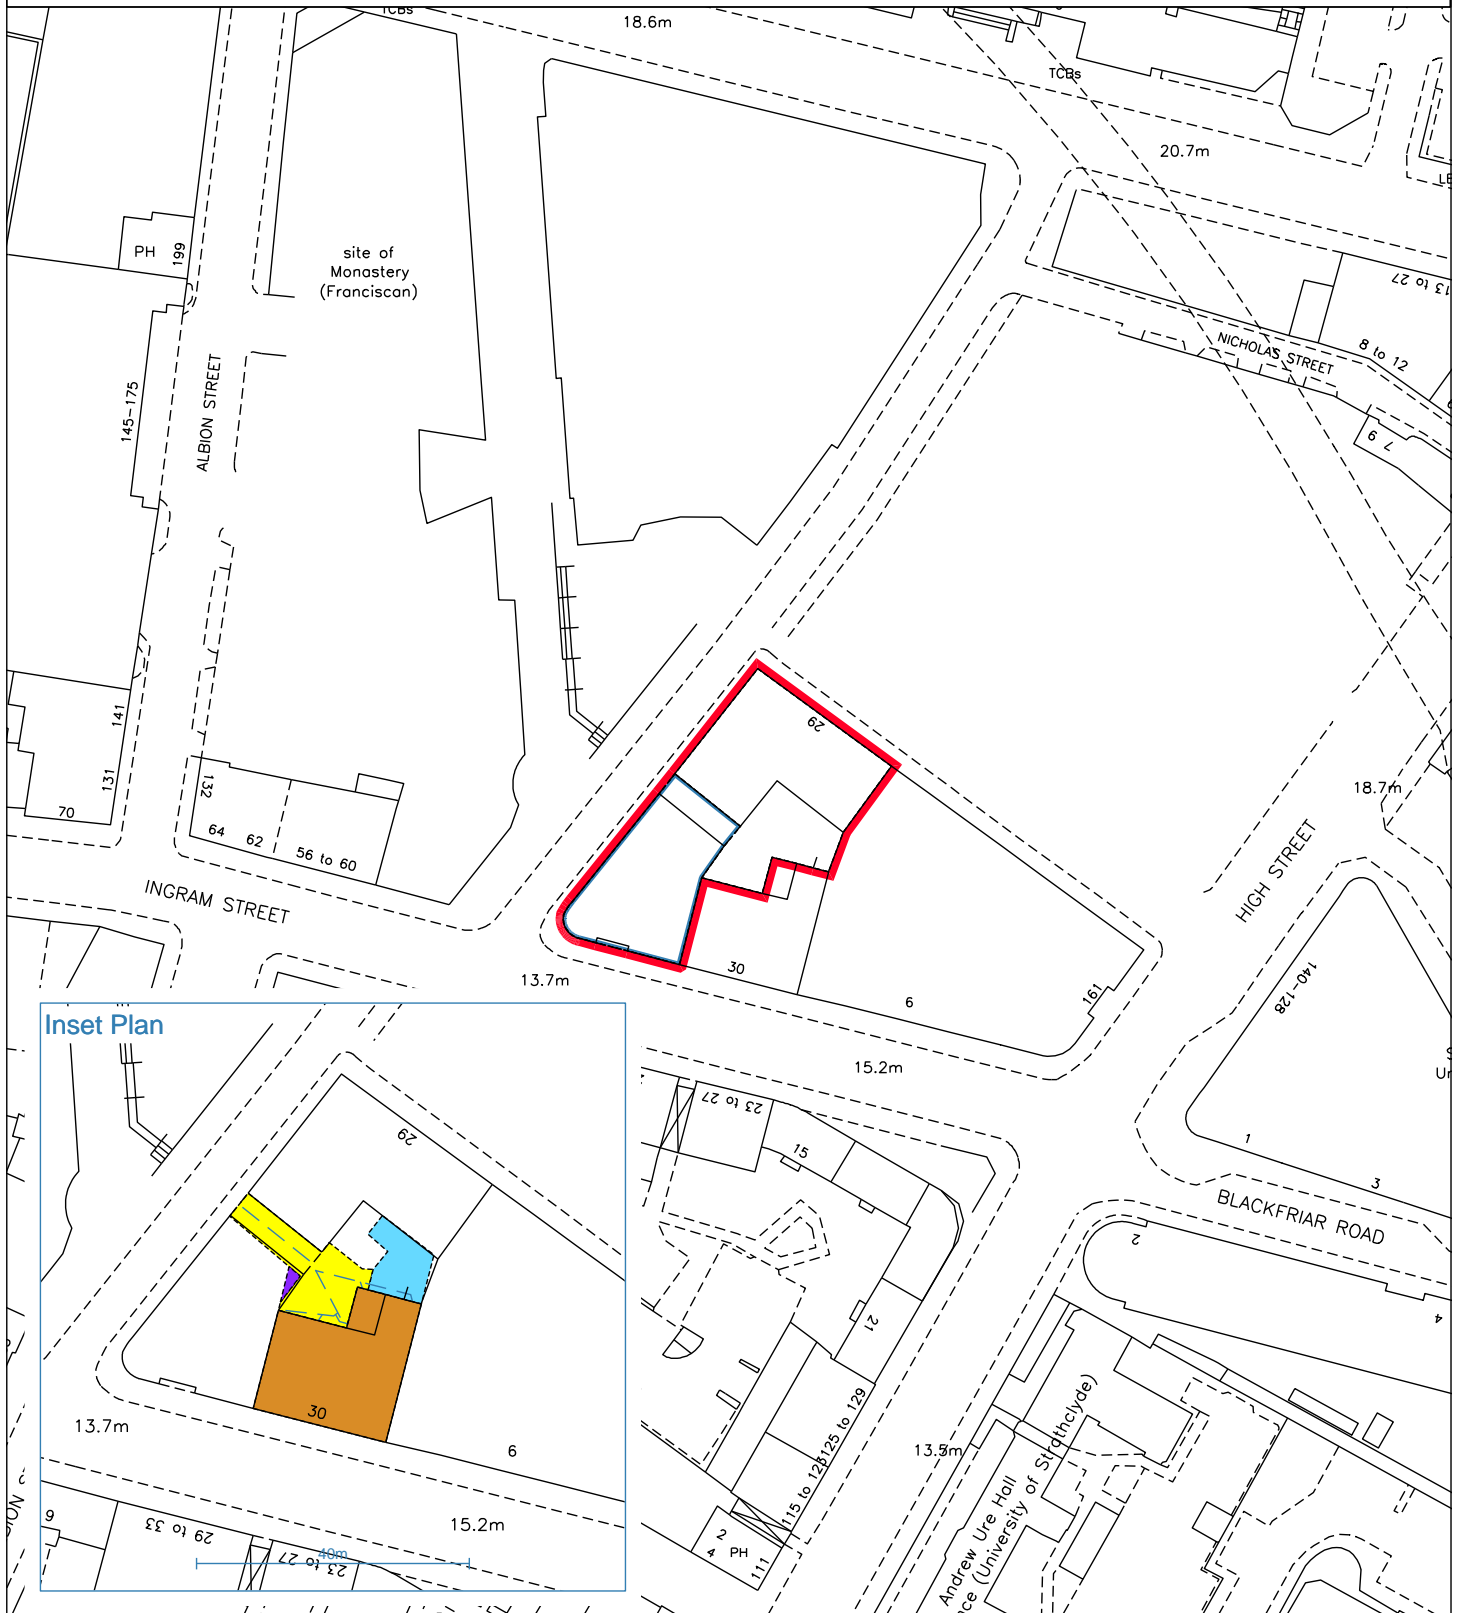 TCBs
18.6m
TCBs
20.7m
LB
PH
199
site of
Monastery
(Franciscan)
13 to 27
NICHOLAS STREET
8 to 12
145-175
ALBION STREET
7 9
29
141
131
132
70
64
62
56 to 60
INGRAM STREET
18.7m
HIGH STREET
13.7m
30
6
161
140-128
15.2m
Inset Plan
23 to 27
15
1
3
BLACKFRIAR ROAD
2
4
21
29
30
13.7m
6
15.2m
9
29 to 33
23 to 27
40m
125 to 129
115 to 123
13.5m
2
4
PH
111
Andrew Ure Hall
(University of Strathclyde)